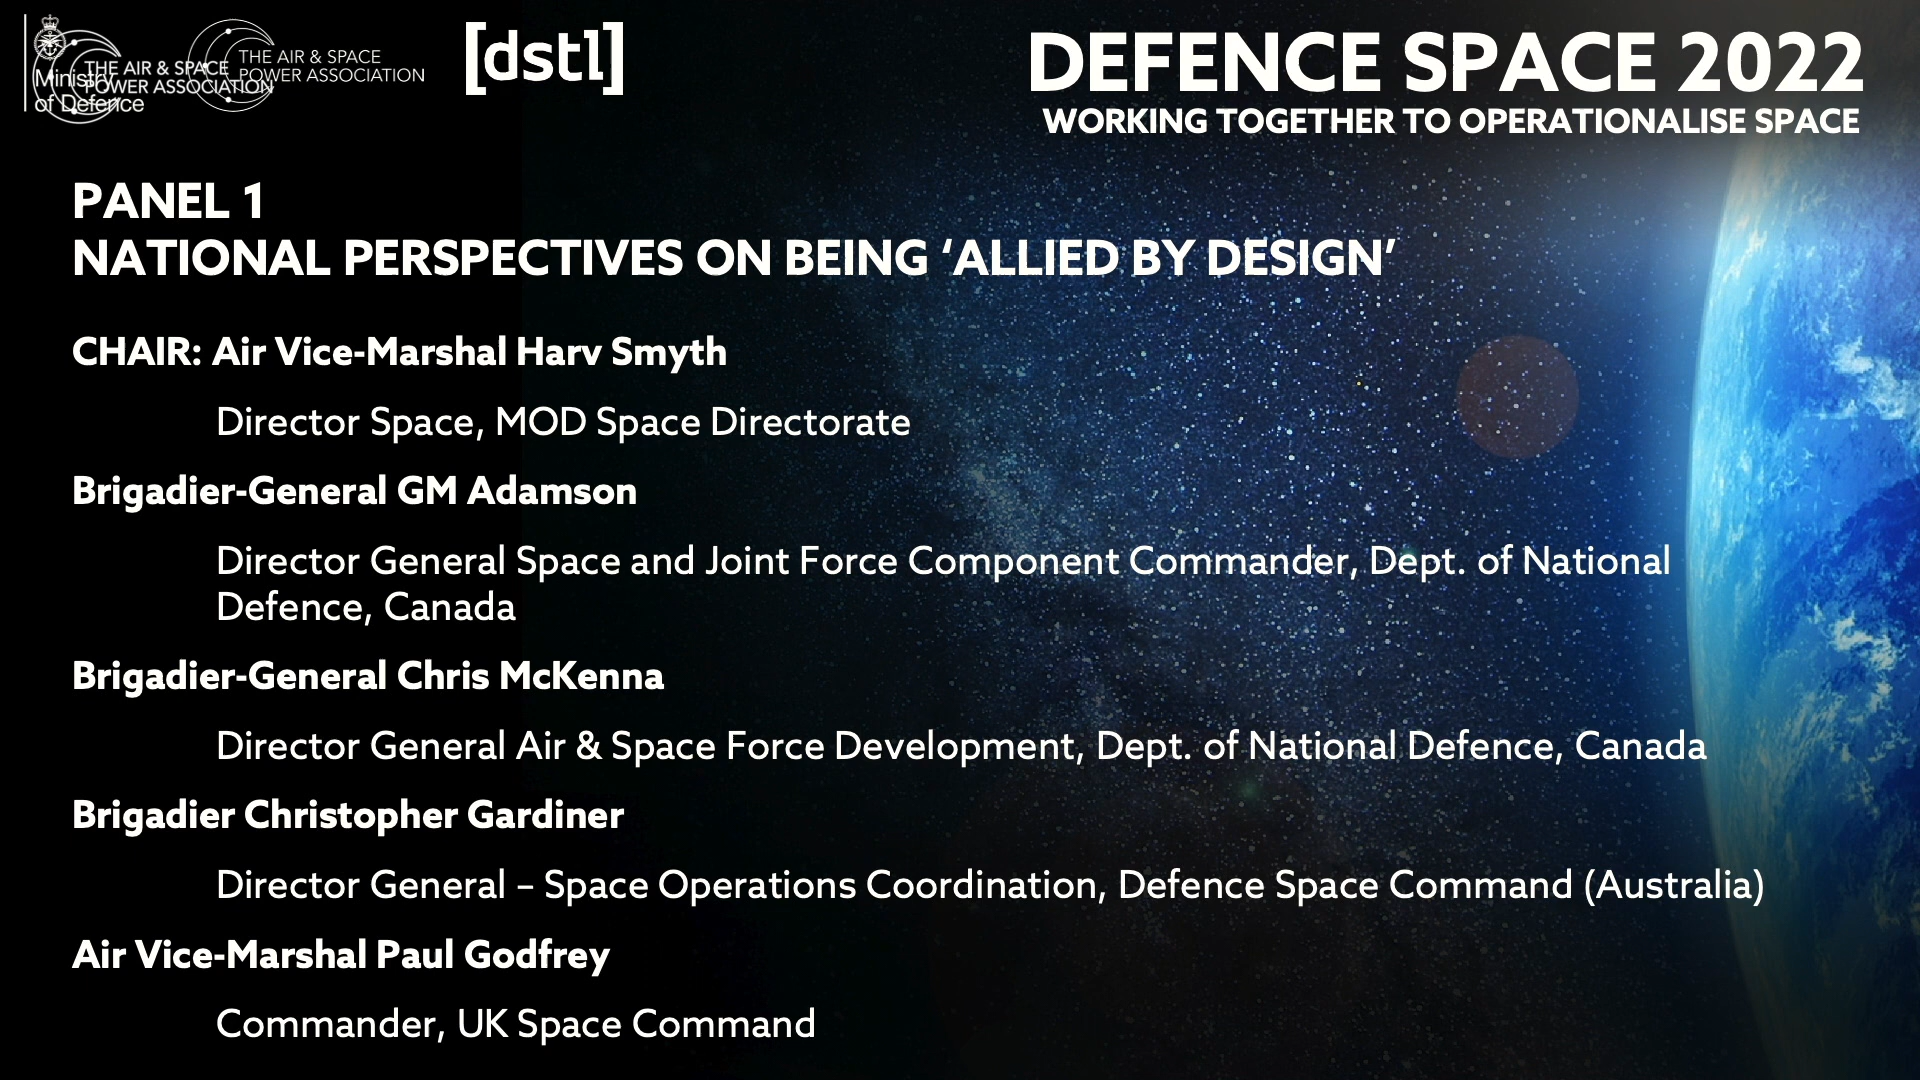 Ministry
of Defence
THE AIR & SPACE
POWER ASSOCIATION
THE AIR & SPACE
POWER ASSOCIATION
[dstl]
DEFENCE SPACE 2022
WORKING TOGETHER TO OPERATIONALISE SPACE
PANEL 1
NATIONAL PERSPECTIVES ON BEING ‘ALLIED BY DESIGN’
CHAIR: Air Vice-Marshal Harv Smyth
Director Space, MOD Space Directorate
Brigadier-General GM Adamson
Director General Space and Joint Force Component Commander, Dept. of National
Defence, Canada
Brigadier-General Chris McKenna
Director General Air & Space Force Development, Dept. of National Defence, Canada
Brigadier Christopher Gardiner
Director General – Space Operations Coordination, Defence Space Command (Australia)
Air Vice-Marshal Paul Godfrey
Commander, UK Space Command